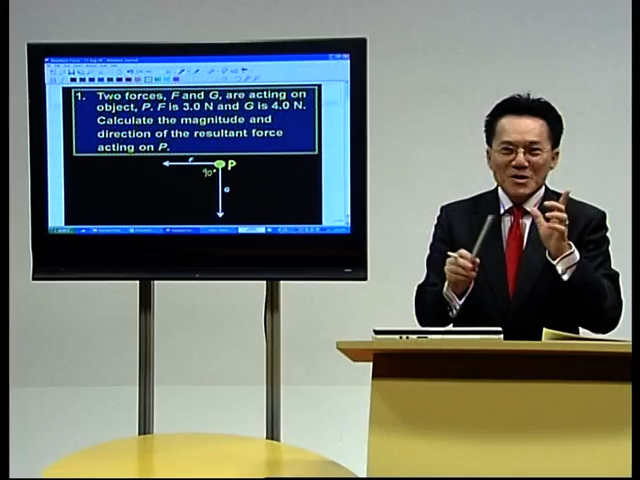 1. Two forces, F and G, are acting on
object, P. F is 3.0 N and G is 4.0 N.
Calculate the magnitude and
direction of the resultant force
acting on P.
F
P
90°
G